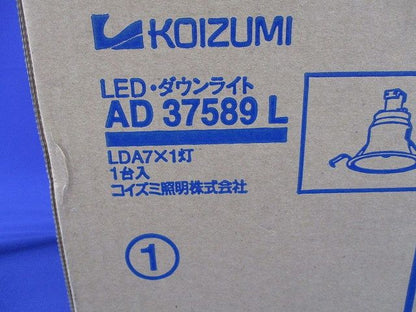 KOIZUMI
LED・ダウンライト
AD 37589 L
LDA7×1灯
1台入
コイズミ照明株式会社
①